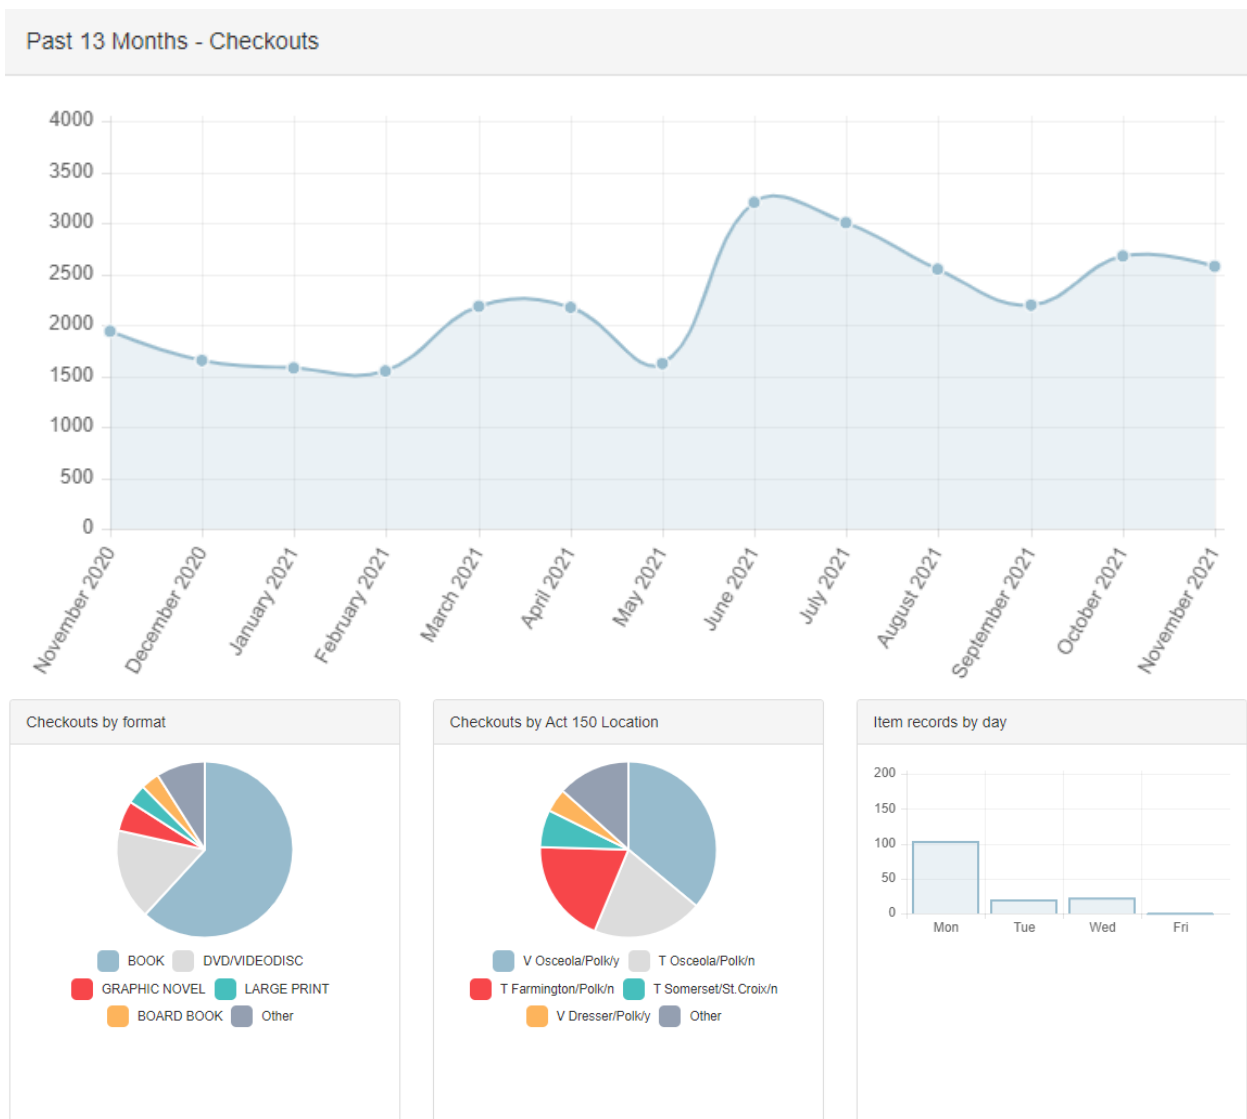 Past 13 Months - Checkouts
4000
3500
3000
2500
2000
1500
1000
500
0
November 2020
December 2020
January 2021
February 2021
March 2021
April 2021
May 2021
June 2021
July 2021
August 2021
September 2021
October 2021
November 2021
Checkouts by format
BOOK DVD/VIDEODISC
GRAPHIC NOVEL LARGE PRINT
BOARD BOOK Other
Checkouts by Act 150 Location
V Osceola/Polk/y T Osceola/Polk/n
T Farmington/Polk/n T Somerset/St.Croix/n
V Dresser/Polk/y Other
Item records by day
200
150
100
50
0
Mon Tue Wed Fri